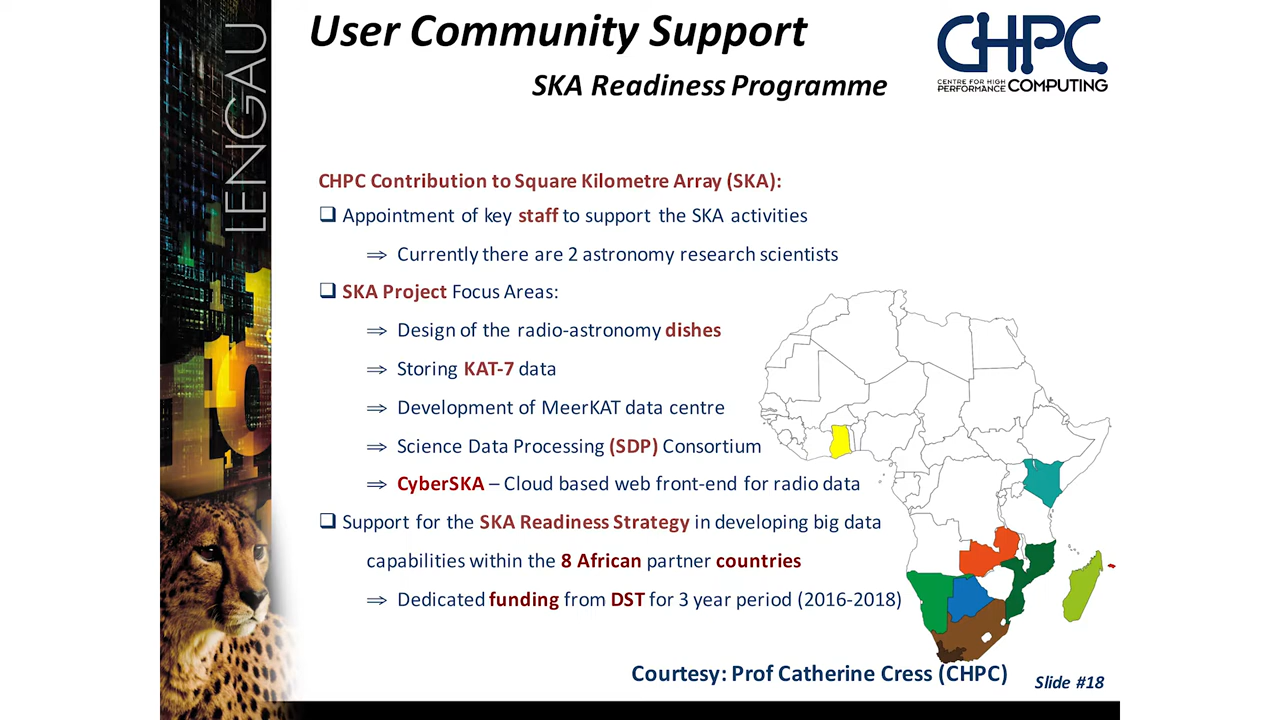 User Community Support
SKA Readiness Programme
CHPC
CENTRE FOR HIGH
PERFORMANCE COMPUTING
LENGAU
CHPC Contribution to Square Kilometre Array (SKA):
Appointment of key staff to support the SKA activities
⇒ Currently there are 2 astronomy research scientists
SKA Project Focus Areas:
⇒ Design of the radio-astronomy dishes
⇒ Storing KAT-7 data
⇒ Development of MeerKAT data centre
⇒ Science Data Processing (SDP) Consortium
⇒ CyberSKA – Cloud based web front-end for radio data
Support for the SKA Readiness Strategy in developing big data
capabilities within the 8 African partner countries
⇒ Dedicated funding from DST for 3 year period (2016-2018)
Courtesy: Prof Catherine Cress (CHPC)
Slide #18